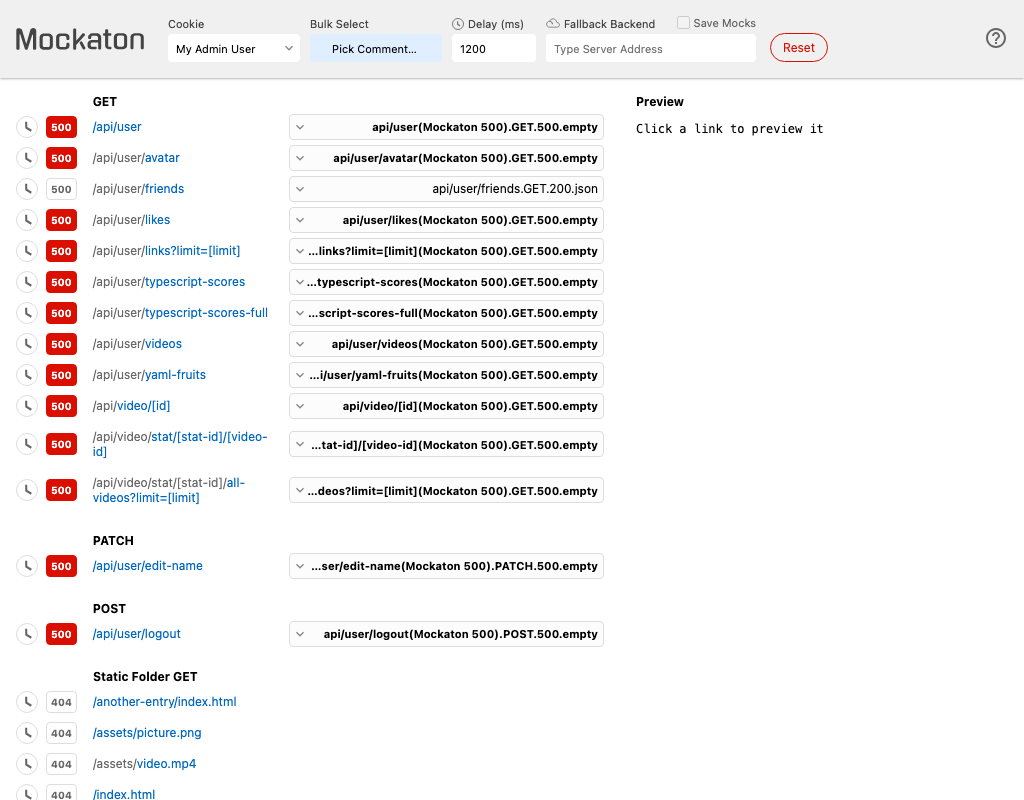 Mockaton
Cookie
My Admin User
Bulk Select
Pick Comment...
Delay (ms)
1200
Fallback Backend
Save Mocks
Type Server Address
Reset
GET
500 /api/user api/user(Mockaton 500).GET.500.empty
500 /api/user/avatar api/user/avatar(Mockaton 500).GET.500.empty
500 /api/user/friends api/user/friends.GET.200.json
500 /api/user/likes api/user/likes(Mockaton 500).GET.500.empty
500 /api/user/links?limit=[limit] ...links?limit=[limit](Mockaton 500).GET.500.empty
500 /api/user/typescript-scores ...typescript-scores(Mockaton 500).GET.500.empty
500 /api/user/typescript-scores-full ...script-scores-full(Mockaton 500).GET.500.empty
500 /api/user/videos api/user/videos(Mockaton 500).GET.500.empty
500 /api/user/yaml-fruits ...i/user/yaml-fruits(Mockaton 500).GET.500.empty
500 /api/video/[id] api/video/[id](Mockaton 500).GET.500.empty
500 /api/video/stat/[stat-id]/[video-
id] ...tat-id]/[video-id](Mockaton 500).GET.500.empty
500 /api/video/stat/[stat-id]/all-
videos?limit=[limit] ...deos?limit=[limit](Mockaton 500).GET.500.empty
PATCH
500 /api/user/edit-name ...ser/edit-name(Mockaton 500).PATCH.500.empty
POST
500 /api/user/logout api/user/logout(Mockaton 500).POST.500.empty
Static Folder GET
404 /another-entry/index.html
404 /assets/picture.png
404 /assets/video.mp4
404 /index.html
Preview
Click a link to preview it